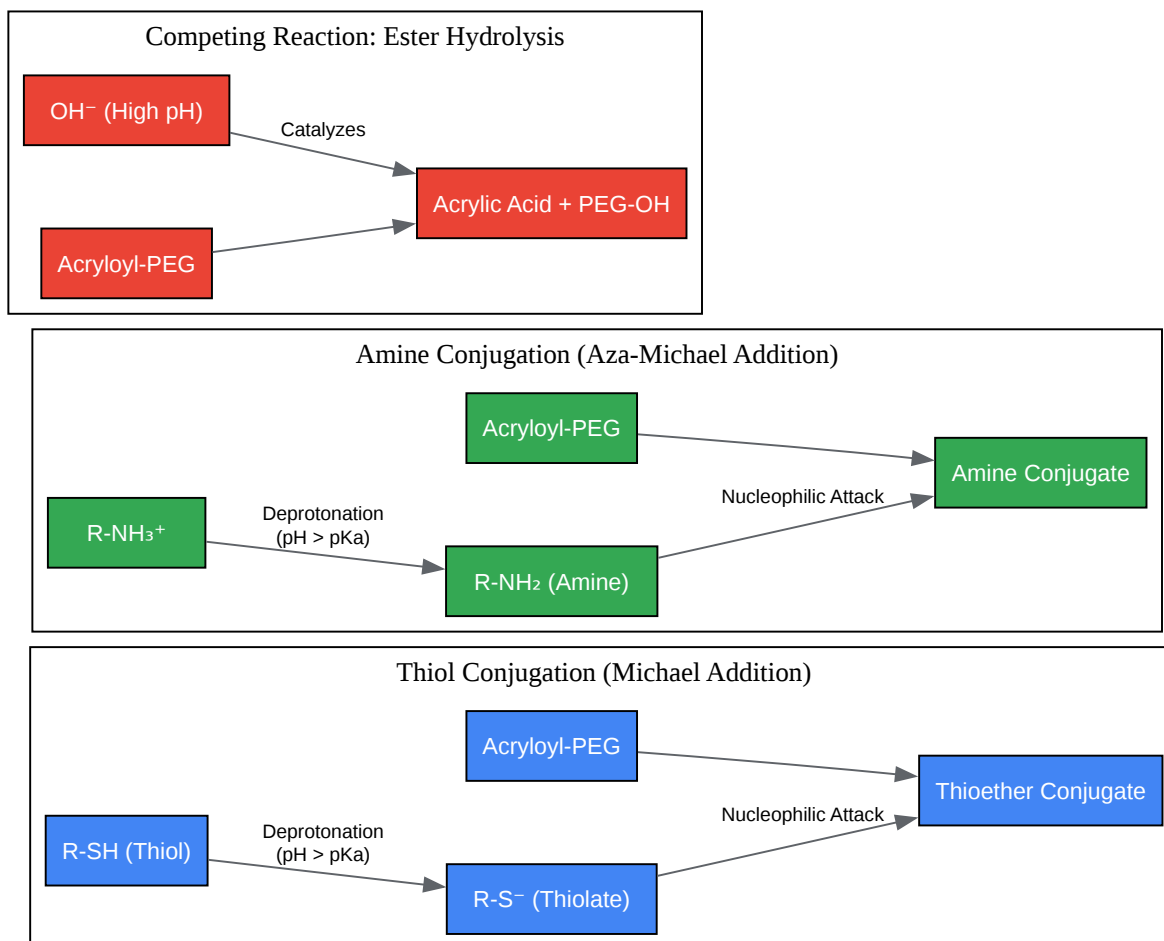 Competing Reaction: Ester Hydrolysis
OH⁻ (High pH)
Catalyzes
Acrylic Acid + PEG-OH
Acryloyl-PEG
Amine Conjugation (Aza-Michael Addition)
Acryloyl-PEG
Amine Conjugate
Nucleophilic Attack
R-NH₃⁺
Deprotonation
(pH > pKa)
R-NH₂ (Amine)
Thiol Conjugation (Michael Addition)
Acryloyl-PEG
Thioether Conjugate
Nucleophilic Attack
R-SH (Thiol)
Deprotonation
(pH > pKa)
R-S⁻ (Thiolate)